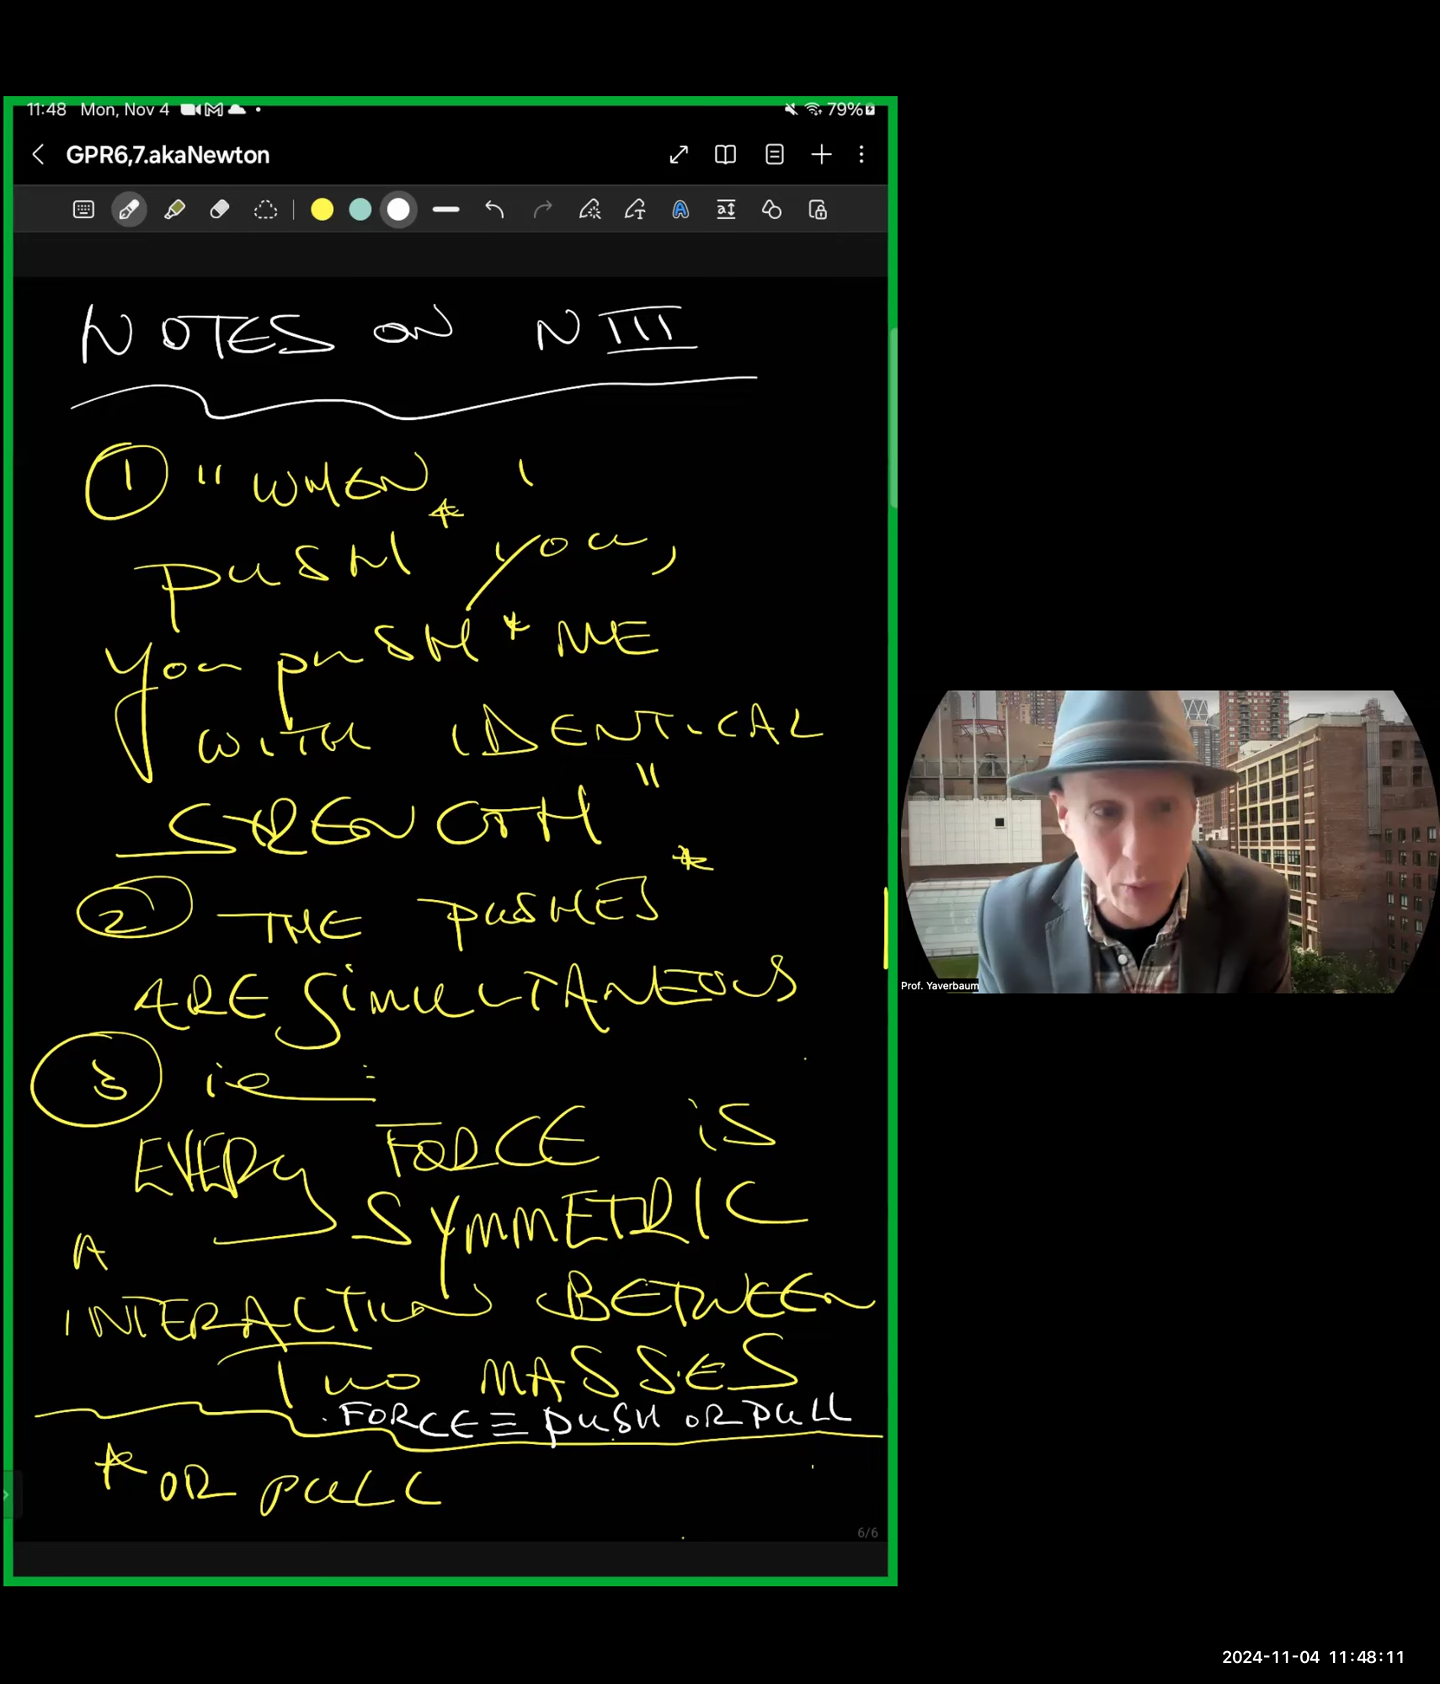 11:48 Mon, Nov 4 79%
GPR6,7.akaNewton
NOTES ON N III
1 "WHEN I
PUSH* you,
you PUSH* ME
WITH IDENTICAL
STRENGTH"
2 THE PUSHES*
ARE SIMULTANEOUS
3 ie:
EVERY FORCE is
A SYMMETRIC
INTERACTION BETWEEN
TWO MASSES
FORCE ≡ PUSH OR PULL
* OR PULL
6/6
Prof. Yaverbaum
2024-11-04 11:48:11